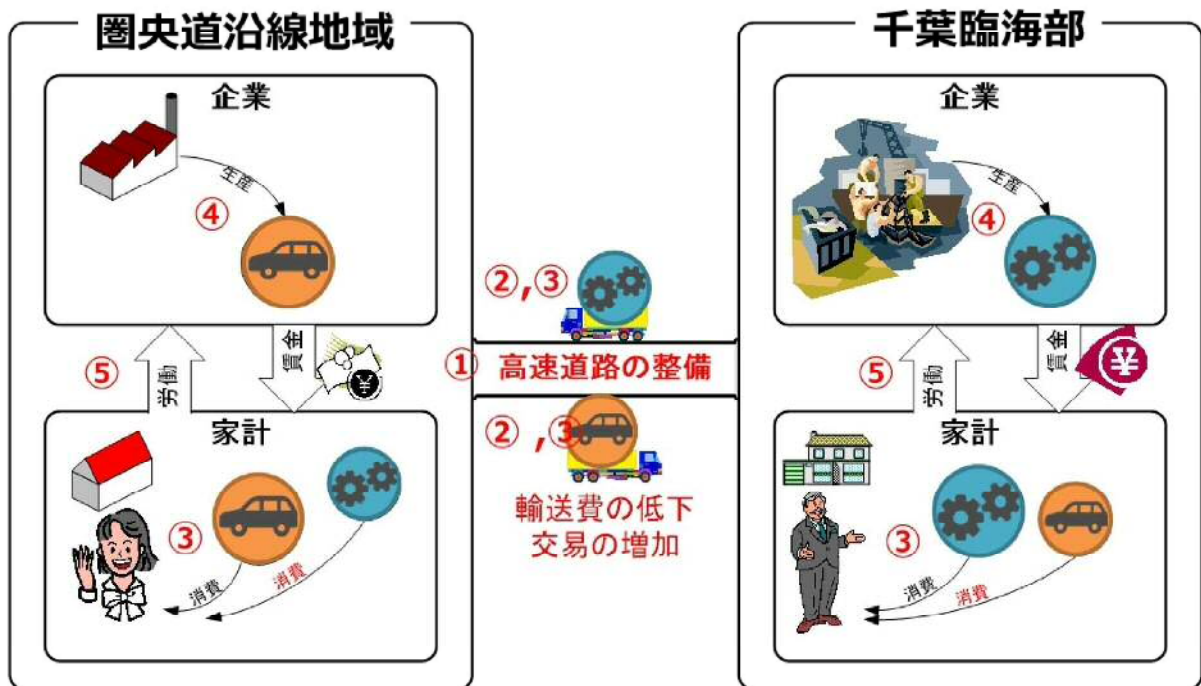 圏央道沿線地域
企業
生産
④
⑤
労働
賃金
¥
家計
③
消費
消費
②,③
① 高速道路の整備
② ,③
輸送費の低下
交易の増加
千葉臨海部
企業
生産
④
⑤
労働
賃金
¥
家計
③
消費
消費